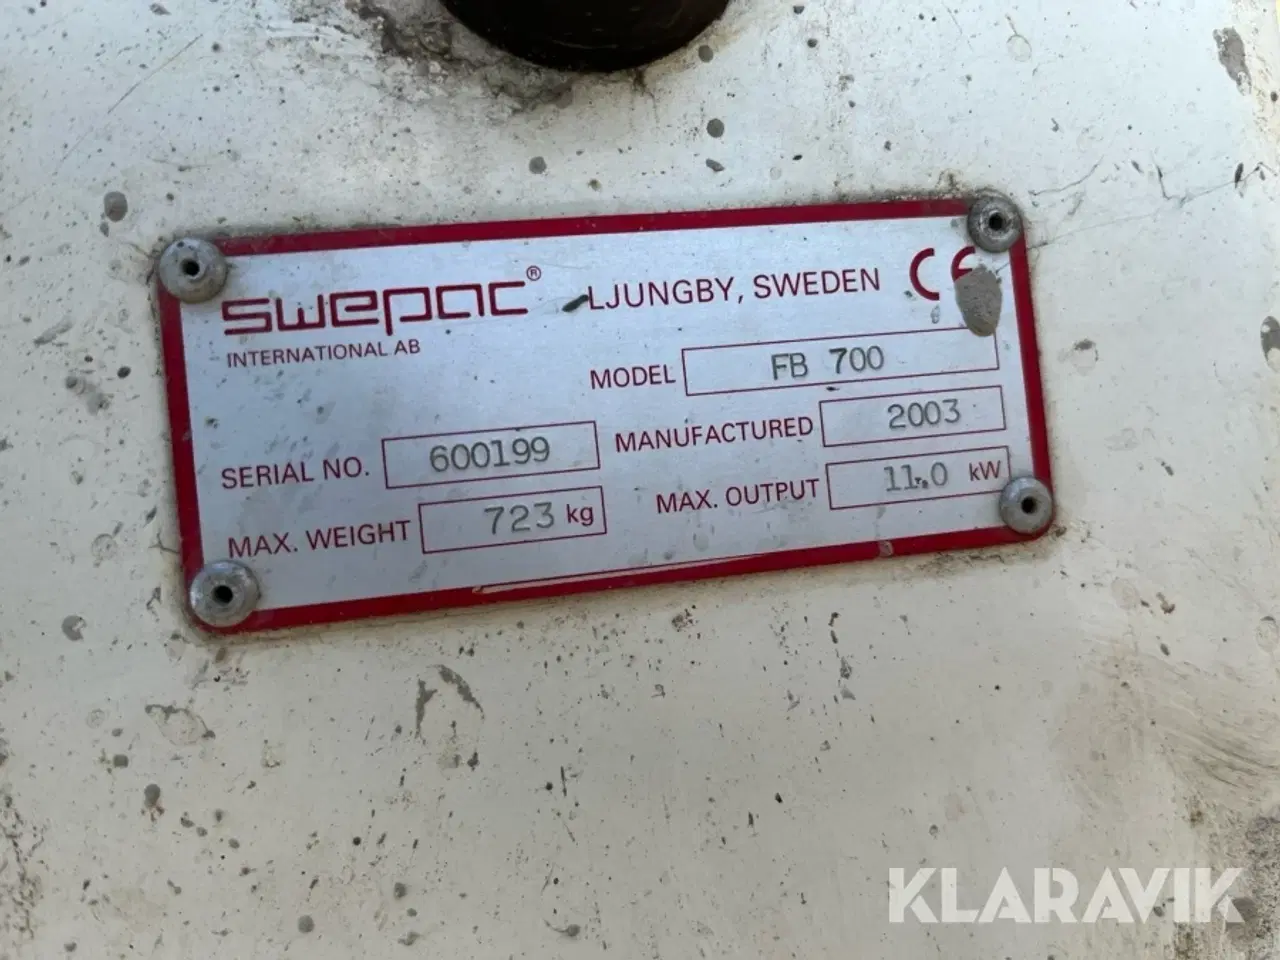 swepac® LJUNGBY, SWEDEN CE
INTERNATIONAL AB
MODEL FB 700
SERIAL NO. 600199 MANUFACTURED 2003
MAX. WEIGHT 723 kg MAX. OUTPUT 11.0 kW
KLARAVIK